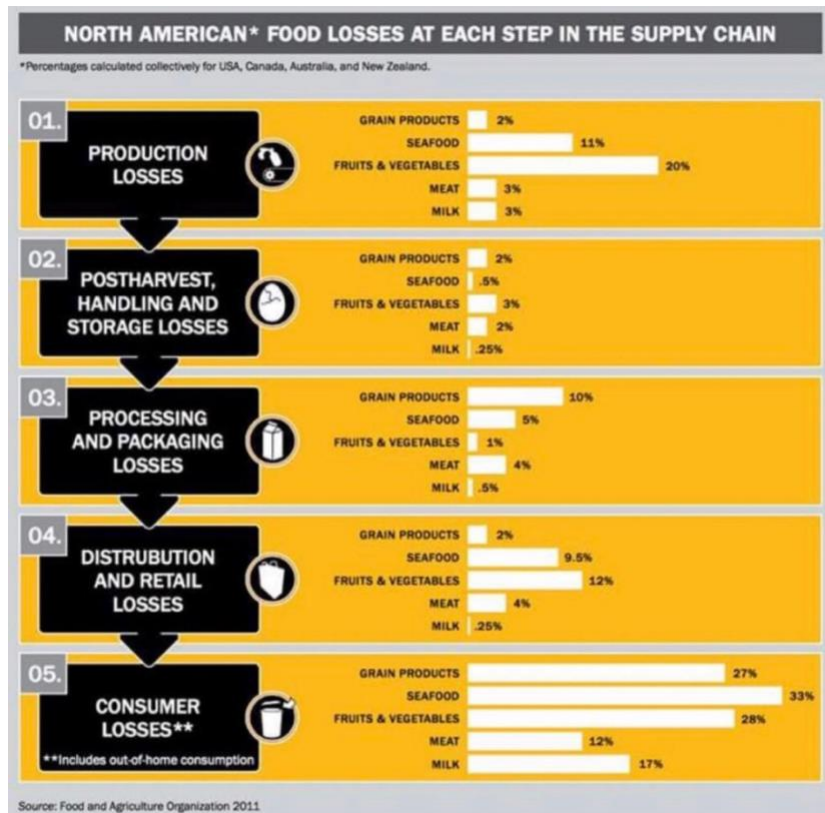 NORTH AMERICAN* FOOD LOSSES AT EACH STEP IN THE SUPPLY CHAIN
*Percentages calculated collectively for USA, Canada, Australia, and New Zealand.
01.
PRODUCTION
LOSSES
GRAIN PRODUCTS 2%
SEAFOOD 11%
FRUITS & VEGETABLES 20%
MEAT 3%
MILK 3%
02.
POSTHARVEST,
HANDLING AND
STORAGE LOSSES
GRAIN PRODUCTS 2%
SEAFOOD .5%
FRUITS & VEGETABLES 3%
MEAT 2%
MILK .25%
03.
PROCESSING
AND PACKAGING
LOSSES
GRAIN PRODUCTS 10%
SEAFOOD 5%
FRUITS & VEGETABLES 1%
MEAT 4%
MILK .5%
04.
DISTRUBUTION
AND RETAIL
LOSSES
GRAIN PRODUCTS 2%
SEAFOOD 9.5%
FRUITS & VEGETABLES 12%
MEAT 4%
MILK .25%
05.
CONSUMER
LOSSES**
**Includes out-of-home consumption
GRAIN PRODUCTS 27%
SEAFOOD 33%
FRUITS & VEGETABLES 28%
MEAT 12%
MILK 17%
Source: Food and Agriculture Organization 2011